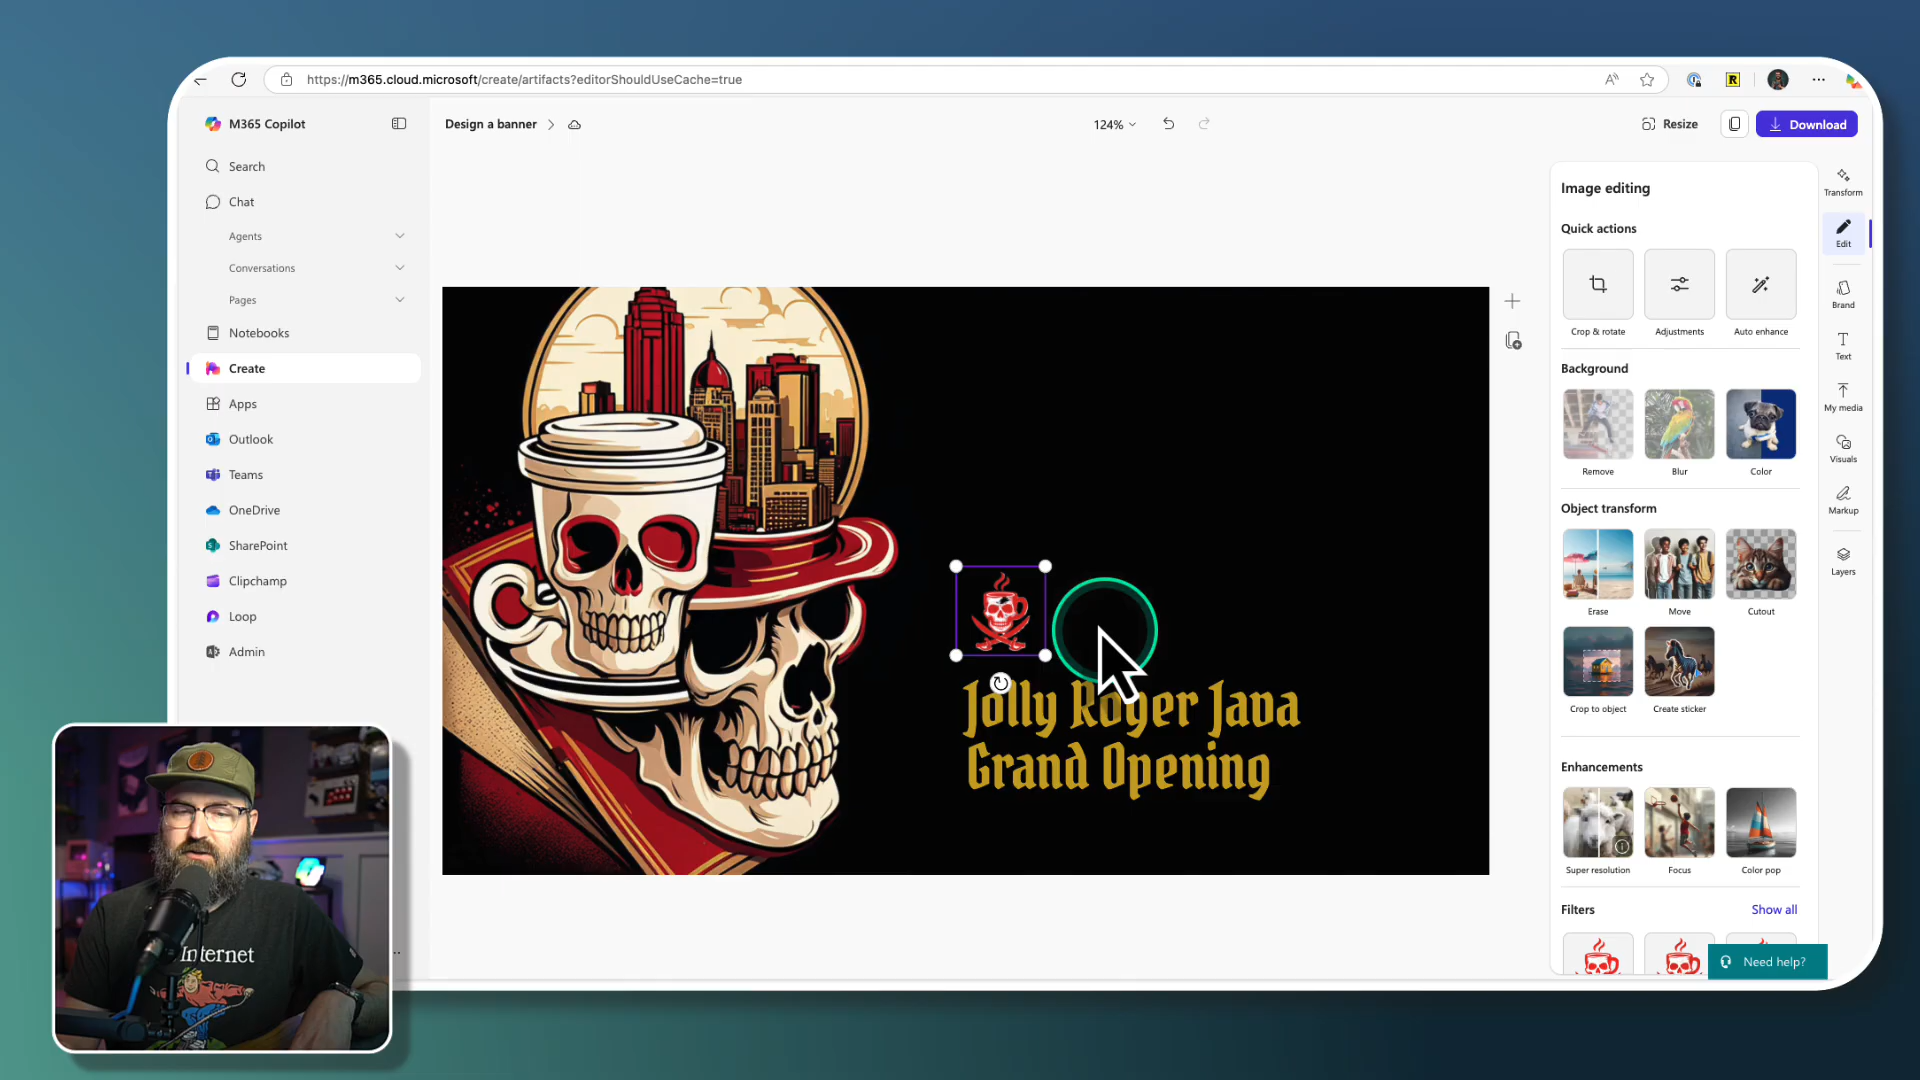 https://m365.cloud.microsoft/create/artifacts?editorShouldUseCache=true
M365 Copilot
Design a banner
124%
Resize
Download
Search
Chat
Agents
Conversations
Pages
Notebooks
Create
Apps
Outlook
Teams
OneDrive
SharePoint
Clipchamp
Loop
Admin
Jolly Roger Java
Grand Opening
Image editing
Quick actions
Crop & rotate
Adjustments
Auto enhance
Background
Remove
Blur
Color
Object transform
Erase
Move
Cutout
Crop to object
Create sticker
Enhancements
Super resolution
Focus
Color pop
Filters
Show all
Need help?
Transform
Edit
Brand
Text
My media
Visuals
Markup
Layers
Internet